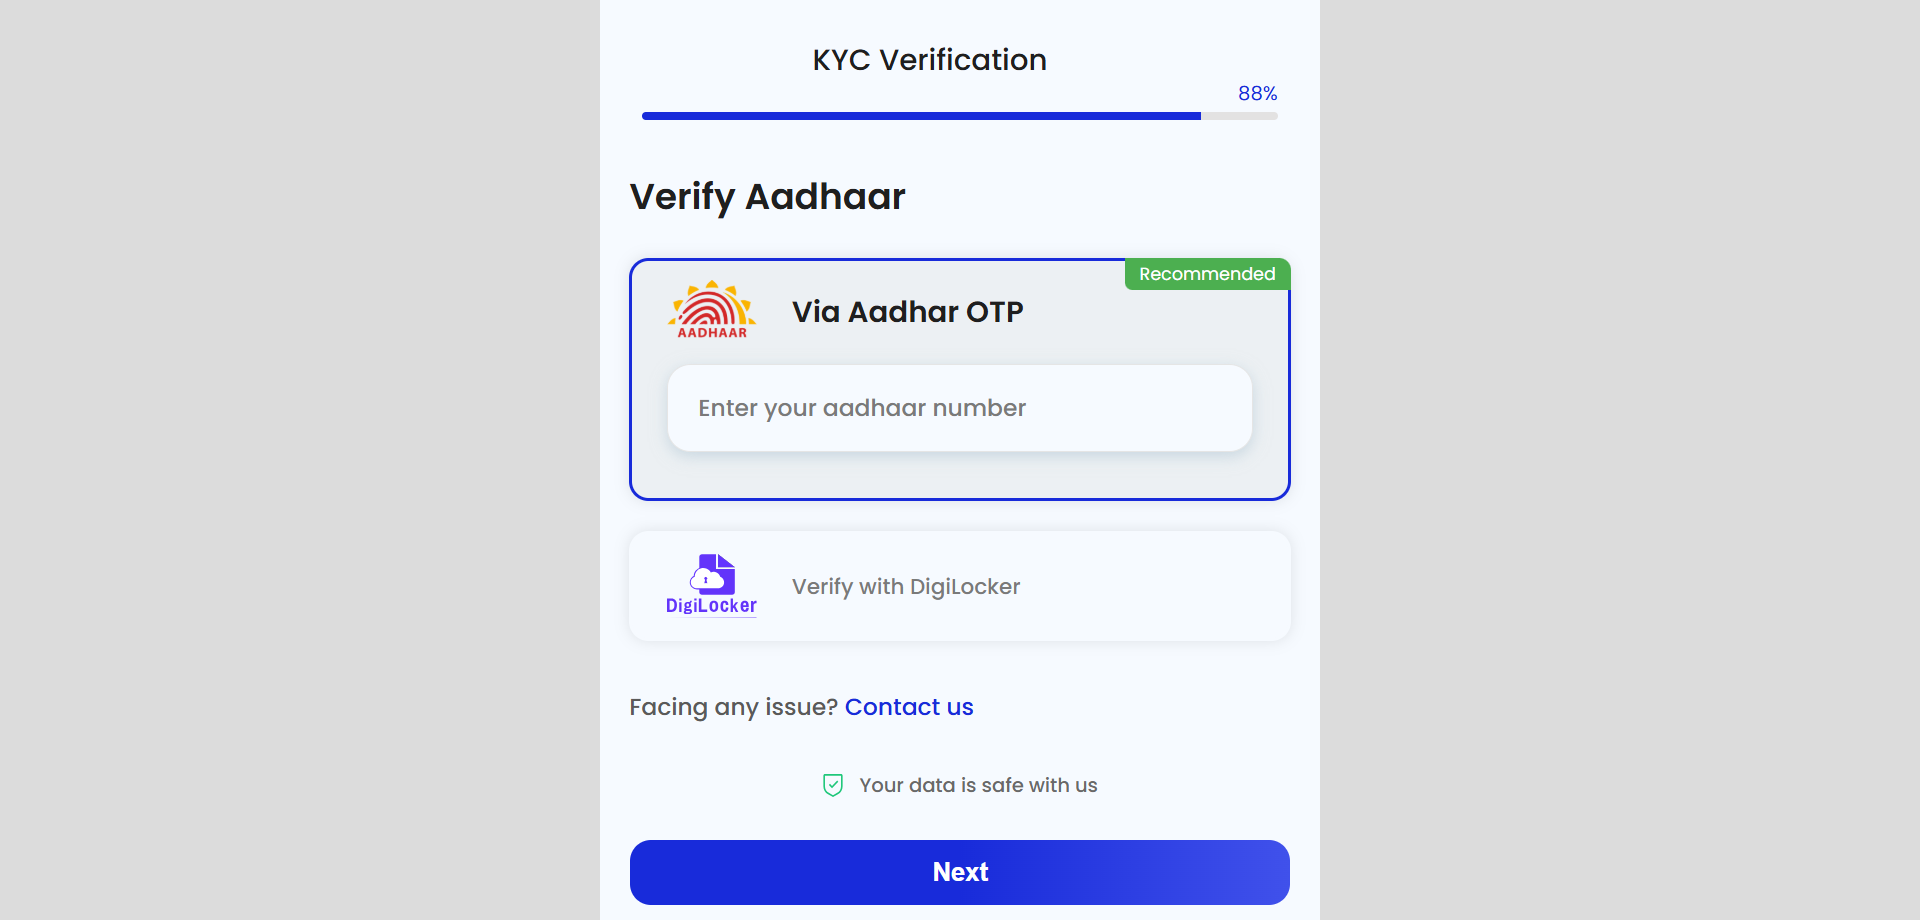 KYC Verification
88%
Verify Aadhaar
Recommended
AADHAAR
Via Aadhar OTP
Enter your aadhaar number
DigiLocker
Verify with DigiLocker
Facing any issue? Contact us
Your data is safe with us
Next